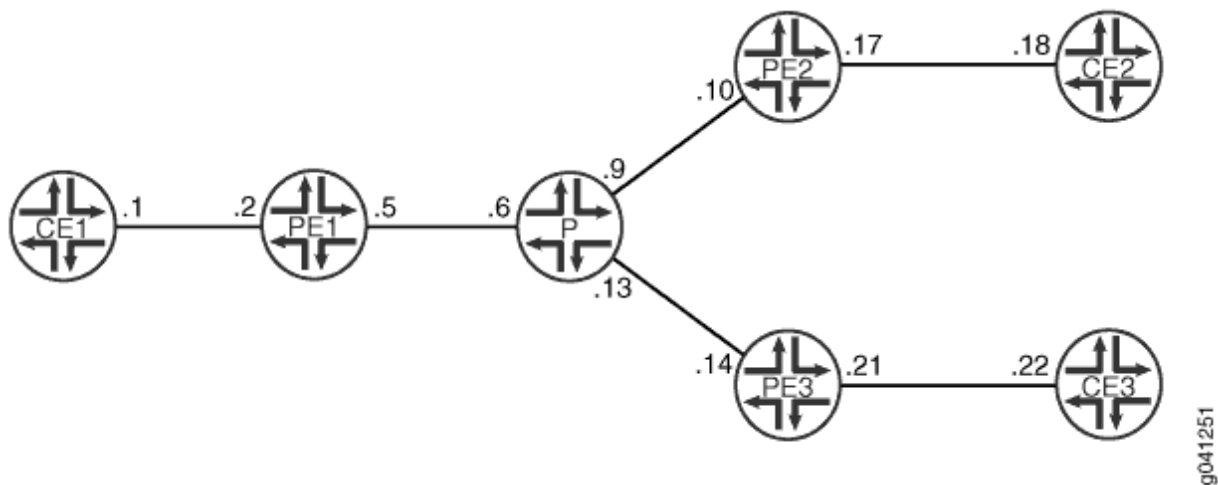 .17
.18
PE2
CE2
.10
.9
.1
.2
.5
.6
CE1
PE1
P
.13
.14
.21
.22
PE3
CE3
g041251